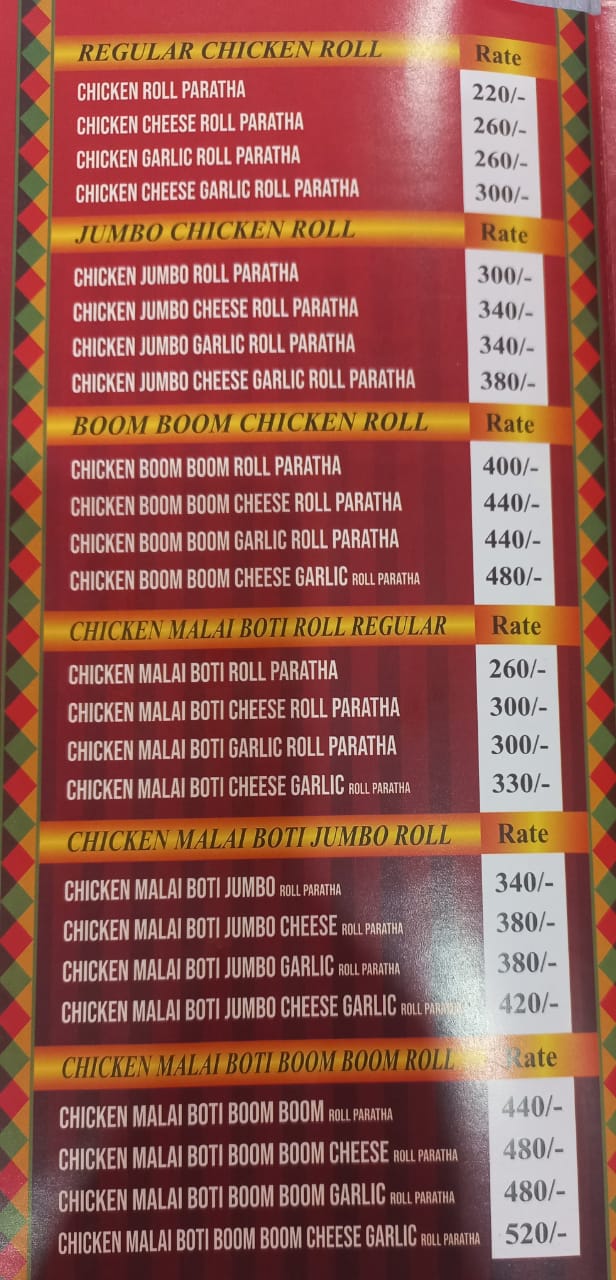 REGULAR CHICKEN ROLL Rate
CHICKEN ROLL PARATHA 220/-
CHICKEN CHEESE ROLL PARATHA 260/-
CHICKEN GARLIC ROLL PARATHA 260/-
CHICKEN CHEESE GARLIC ROLL PARATHA 300/-
JUMBO CHICKEN ROLL Rate
CHICKEN JUMBO ROLL PARATHA 300/-
CHICKEN JUMBO CHEESE ROLL PARATHA 340/-
CHICKEN JUMBO GARLIC ROLL PARATHA 340/-
CHICKEN JUMBO CHEESE GARLIC ROLL PARATHA 380/-
BOOM BOOM CHICKEN ROLL Rate
CHICKEN BOOM BOOM ROLL PARATHA 400/-
CHICKEN BOOM BOOM CHEESE ROLL PARATHA 440/-
CHICKEN BOOM BOOM GARLIC ROLL PARATHA 440/-
CHICKEN BOOM BOOM CHEESE GARLIC ROLL PARATHA 480/-
CHICKEN MALAI BOTI ROLL REGULAR Rate
CHICKEN MALAI BOTI ROLL PARATHA 260/-
CHICKEN MALAI BOTI CHEESE ROLL PARATHA 300/-
CHICKEN MALAI BOTI GARLIC ROLL PARATHA 300/-
CHICKEN MALAI BOTI CHEESE GARLIC ROLL PARATHA 330/-
CHICKEN MALAI BOTI JUMBO ROLL Rate
CHICKEN MALAI BOTI JUMBO ROLL PARATHA 340/-
CHICKEN MALAI BOTI JUMBO CHEESE ROLL PARATHA 380/-
CHICKEN MALAI BOTI JUMBO GARLIC ROLL PARATHA 380/-
CHICKEN MALAI BOTI JUMBO CHEESE GARLIC ROLL PARATHA 420/-
CHICKEN MALAI BOTI BOOM BOOM ROLL Rate
CHICKEN MALAI BOTI BOOM BOOM ROLL PARATHA 440/-
CHICKEN MALAI BOTI BOOM BOOM CHEESE ROLL PARATHA 480/-
CHICKEN MALAI BOTI BOOM BOOM GARLIC ROLL PARATHA 480/-
CHICKEN MALAI BOTI BOOM BOOM CHEESE GARLIC ROLL PARATHA 520/-